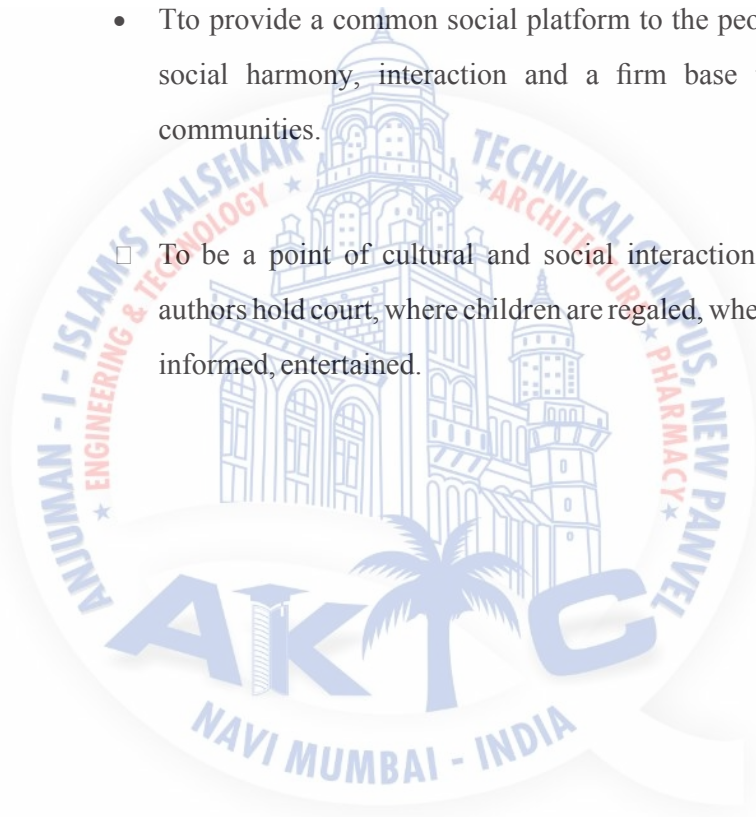 • Tto provide a common social platform to the peo
social harmony, interaction and a firm base
communities.
□ To be a point of cultural and social interaction
authors hold court, where children are regaled, whe
informed, entertained.
ANJUMAN - I - ISLAM'S KALSEKAR TECHNICAL CAMPUS, NEW PANVEL
★ ENGINEERING & TECHNOLOGY ★ ★ ARCHITECTURE ★ PHARMACY ★
AKTC
NAVI MUMBAI - INDIA